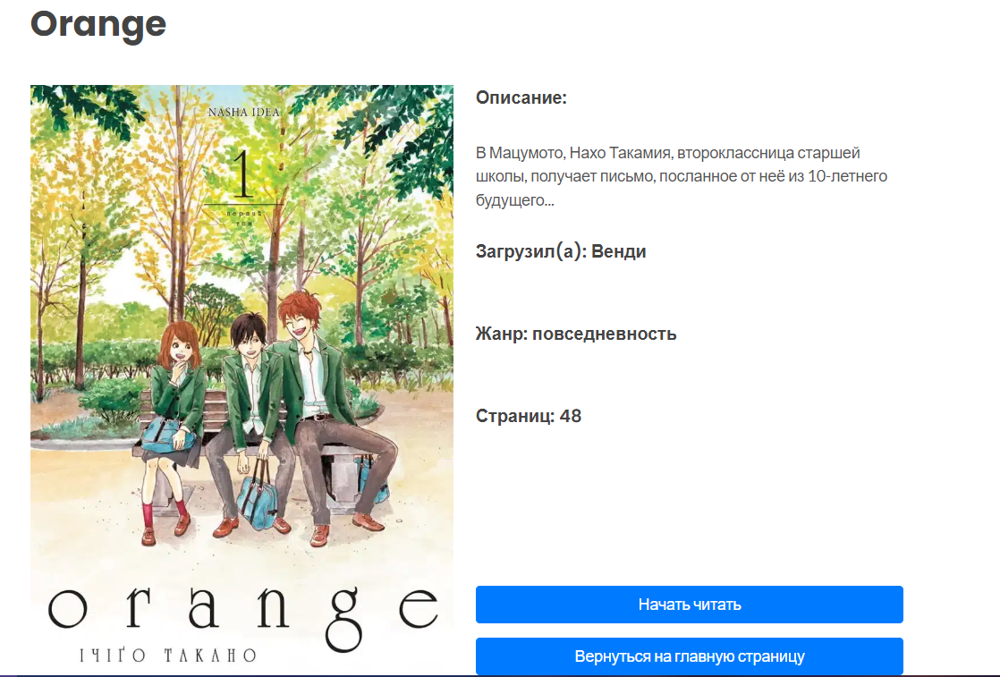 Orange
NASHA IDEA
1
перший
том
orange
ІЧІҐО ТАКАНО
Описание:
В Мацумото, Нахо Такамия, второклассница старшей
школы, получает письмо, посланное от неё из 10-летнего
будущего...
Загрузил(а): Венди
Жанр: повседневность
Страниц: 48
Начать читать
Вернуться на главную страницу